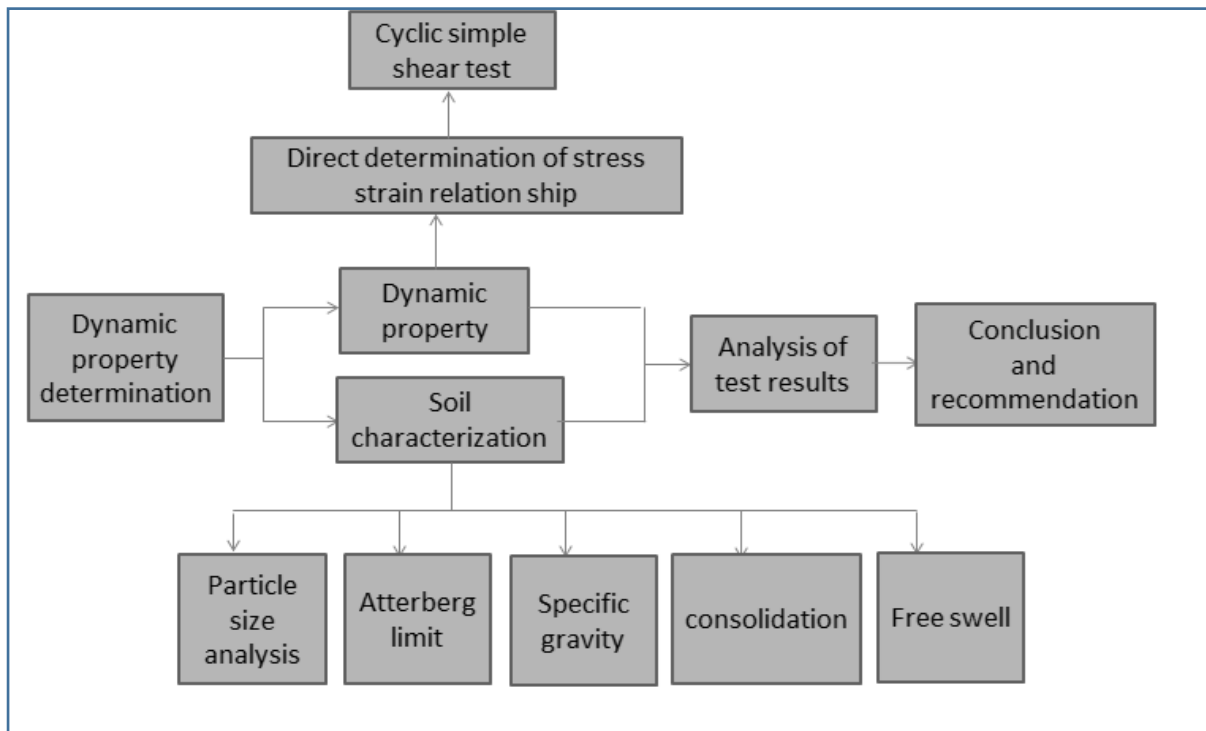 Cyclic simple
shear test
Direct determination of stress
strain relation ship
Dynamic
property
determination
Dynamic
property
Soil
characterization
Analysis of
test results
Conclusion
and
recommendation
Particle
size
analysis
Atterberg
limit
Specific
gravity
consolidation
Free swell